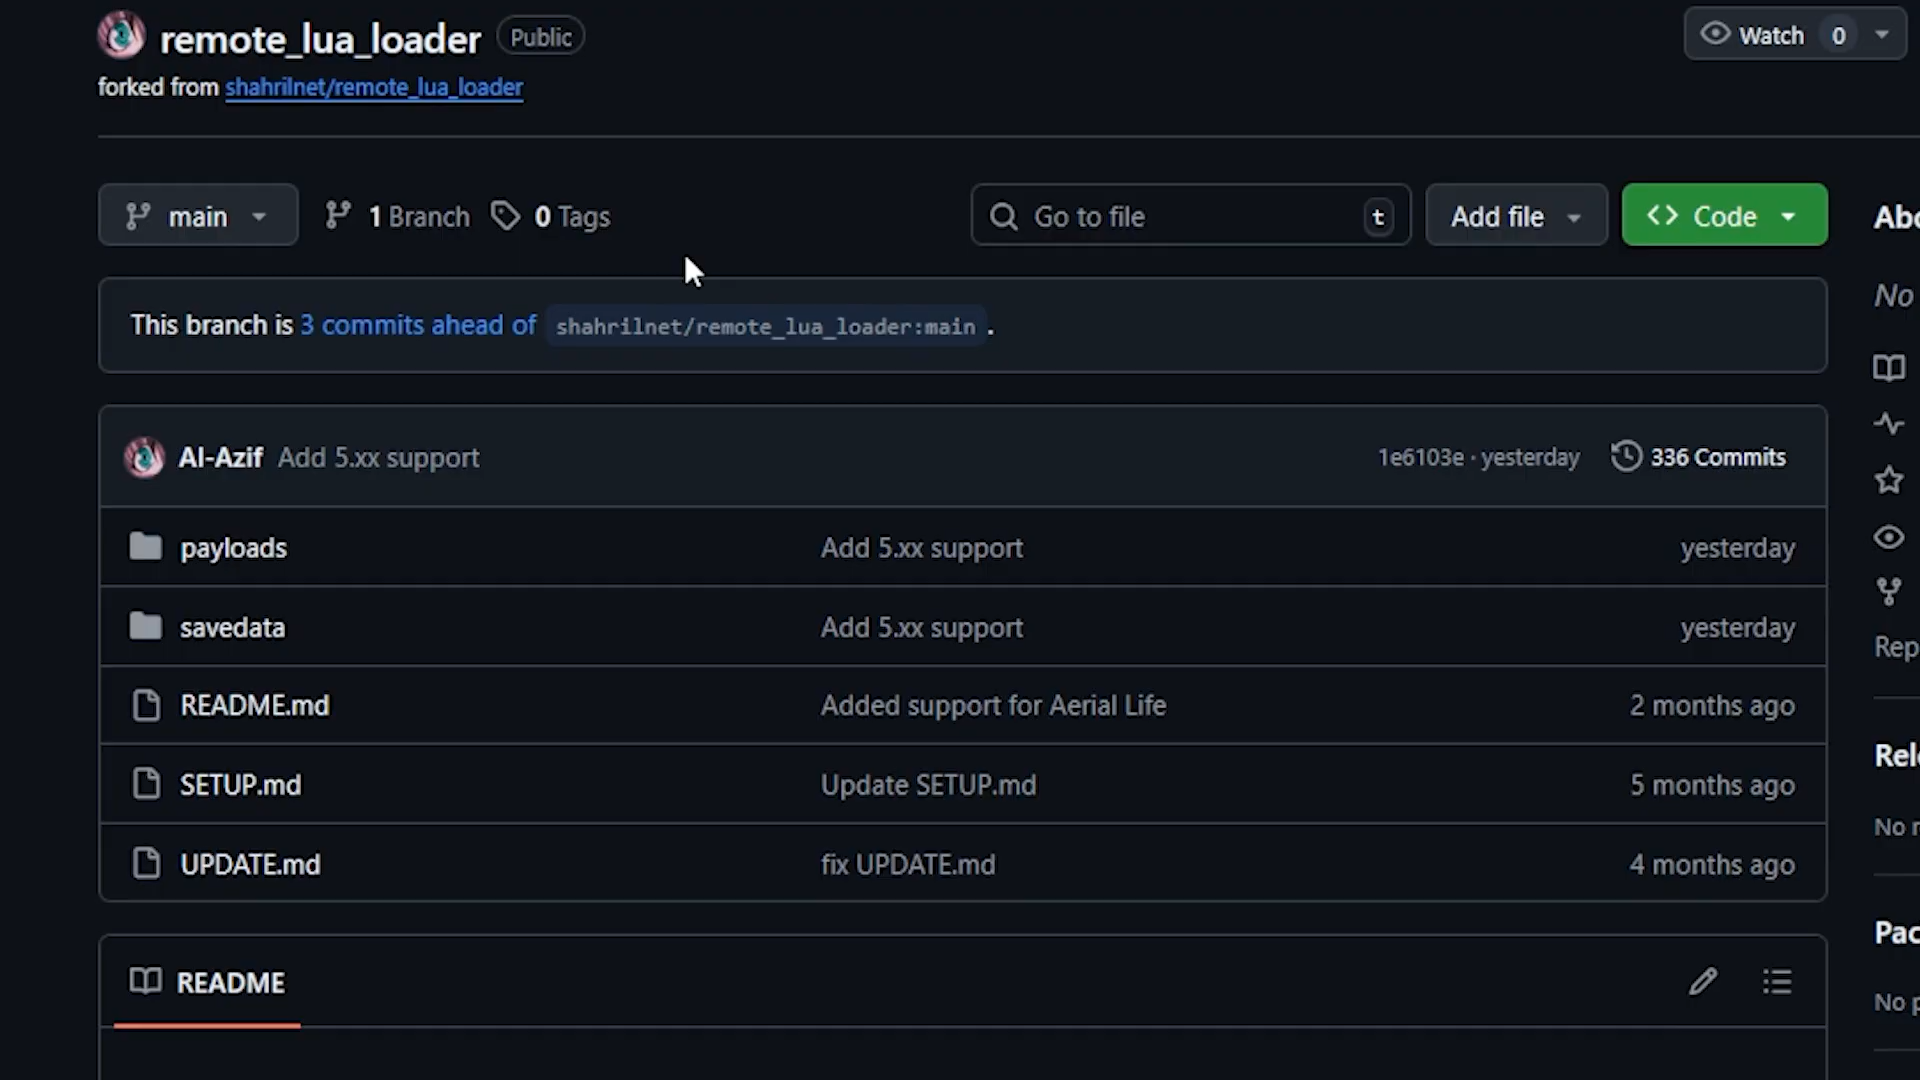 remote_lua_loader Public Watch 0
forked from shahrilnet/remote_lua_loader
main 1 Branch 0 Tags Go to file t Add file Code
This branch is 3 commits ahead of shahrilnet/remote_lua_loader:main .
Al-Azif Add 5.xx support 1e6103e · yesterday 336 Commits
payloads Add 5.xx support yesterday
savedata Add 5.xx support yesterday
README.md Added support for Aerial Life 2 months ago
SETUP.md Update SETUP.md 5 months ago
UPDATE.md fix UPDATE.md 4 months ago
README
No
No
No